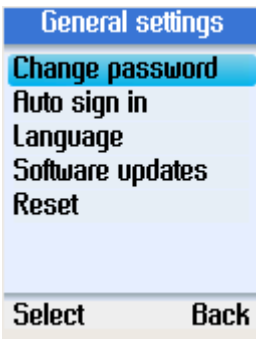 General settings
Change password
Auto sign in
Language
Software updates
Reset
Select Back